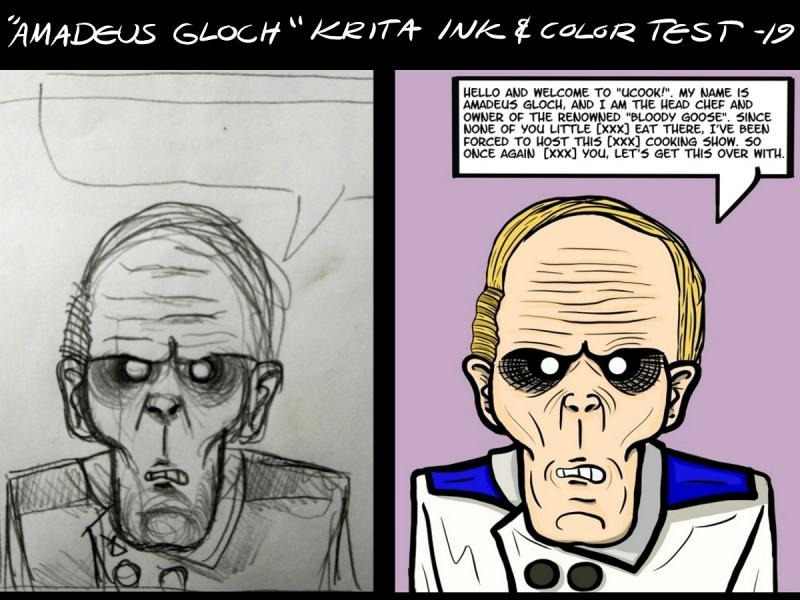 "AMADEUS GLOCH" KRITA INK & COLOR TEST -19
HELLO AND WELCOME TO "UCOOK!". MY NAME IS
AMADEUS GLOCH, AND I AM THE HEAD CHEF AND
OWNER OF THE RENOWNED "BLOODY GOOSE". SINCE
NONE OF YOU LITTLE [XXX] EAT THERE, I'VE BEEN
FORCED TO HOST THIS [XXX] COOKING SHOW. SO
ONCE AGAIN [XXX] YOU, LET'S GET THIS OVER WITH.